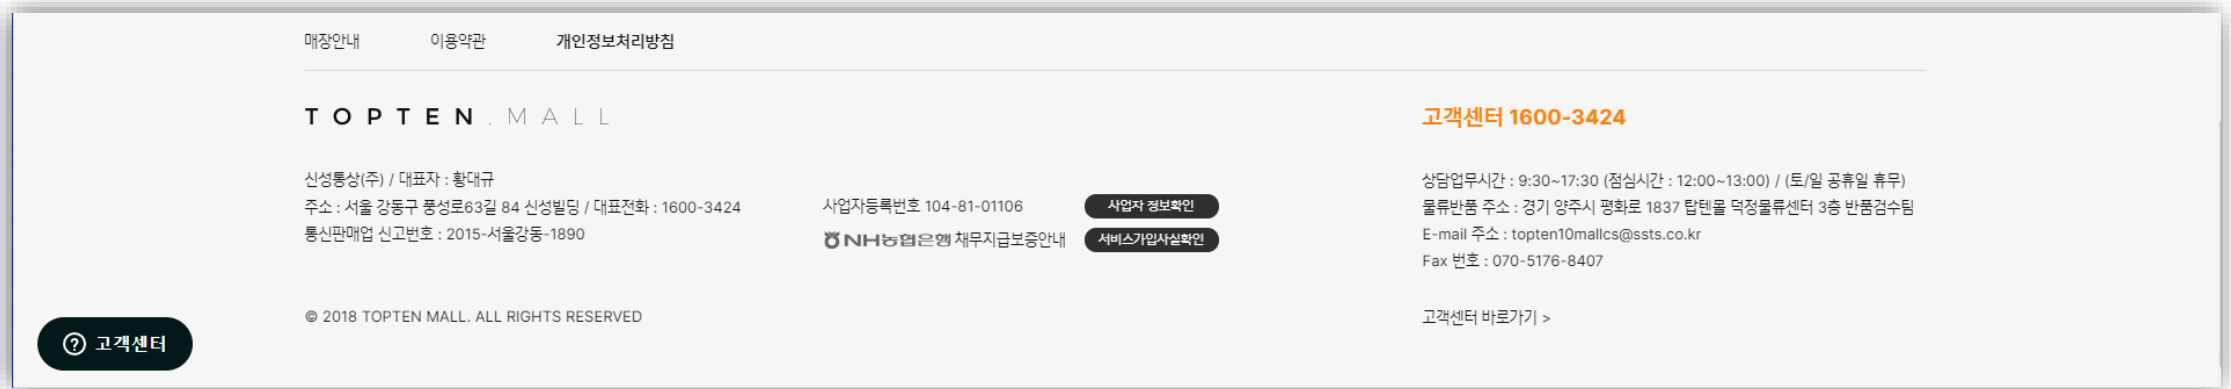 매장안내 이용약관 개인정보처리방침
TOPTEN.MALL
신성통상(주) / 대표자 : 황대규
주소 : 서울 강동구 풍성로63길 84 신성빌딩 / 대표전화 : 1600-3424
통신판매업 신고번호 : 2015-서울강동-1890
사업자등록번호 104-81-01106 사업자 정보확인
NH농협은행 채무지급보증안내 서비스가입사실확인
© 2018 TOPTEN MALL. ALL RIGHTS RESERVED
고객센터 1600-3424
상담업무시간 : 9:30~17:30 (점심시간 : 12:00~13:00) / (토/일 공휴일 휴무)
물류반품 주소 : 경기 양주시 평화로 1837 탑텐몰 덕정물류센터 3층 반품검수팀
E-mail 주소 : topten10mallcs@ssts.co.kr
Fax 번호 : 070-5176-8407
고객센터 바로가기 >
? 고객센터